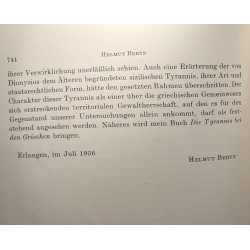 744
HELMUT BERVE
ihrer Verwirklichung unerläßlich schien. Auch eine Erörterung der von
Dionysios dem Älteren begründeten sizilischen Tyrannis, ihrer Art und
staatsrechtlichen Form, hätte den gesetzten Rahmen überschritten. Der
Charakter dieser Tyrannis als einer über die griechischen Gemeinwesen
sich erstreckenden territorialen Gewaltherrschaft, auf den es für den
Gegenstand unserer Untersuchungen allein ankommt, darf als fest-
stehend angesehen werden. Näheres wird mein Buch Die Tyrannis bei
den Griechen bringen.
Erlangen, im Juli 1956
HELMUT BERVE